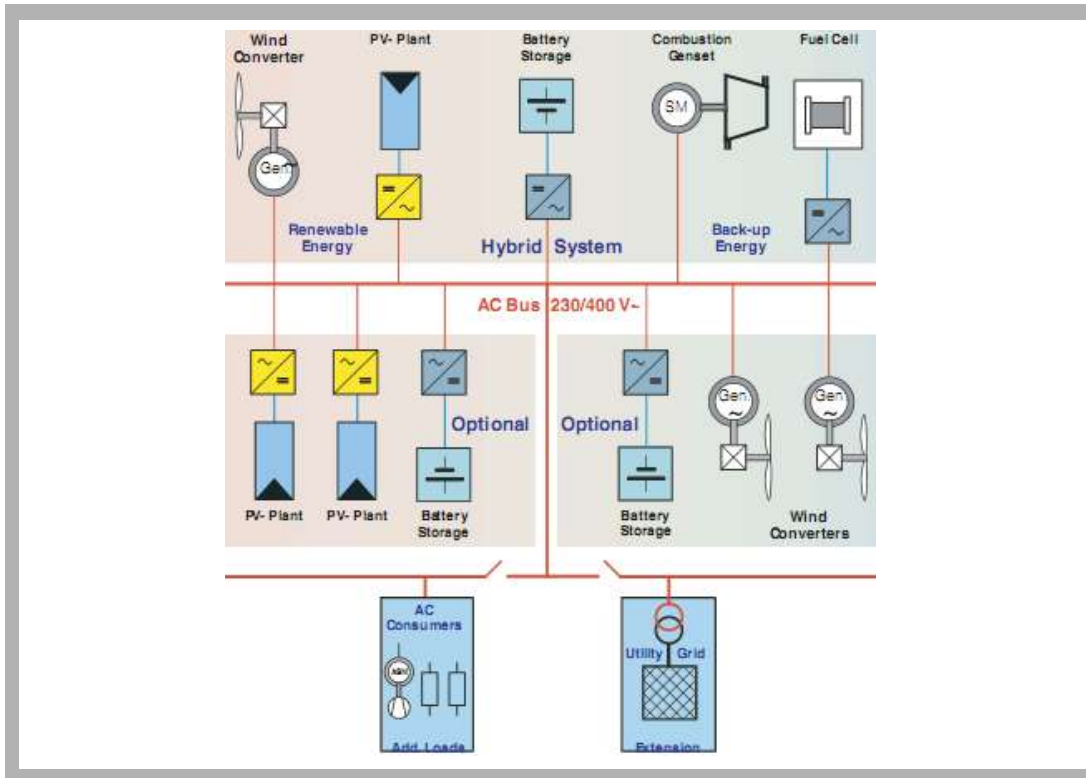 Wind
Converter
PV- Plant
Battery
Storage
Combustion
Genset
Fuel Cell
SM
Gen.
~
Renewable
Energy
Hybrid System
Back-up
Energy
AC Bus 230/400 V~
Gen.
~
Gen.
~
Optional
Optional
PV- Plant
PV- Plant
Battery
Storage
Battery
Storage
Wind
Converters
AC
Consumers
Utility Grid
Add. Loads
Extension